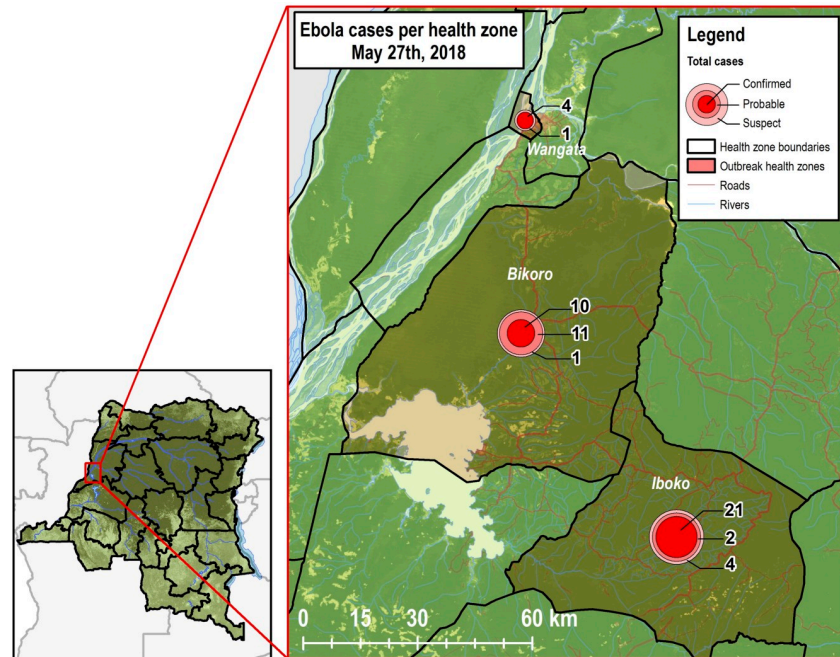 Ebola cases per health zone
May 27th, 2018
Legend
Total cases
Confirmed
Probable
Suspect
Health zone boundaries
Outbreak health zones
Roads
Rivers
4
1
Wangata
Bikoro
10
11
1
Iboko
21
2
4
0 15 30 60 km